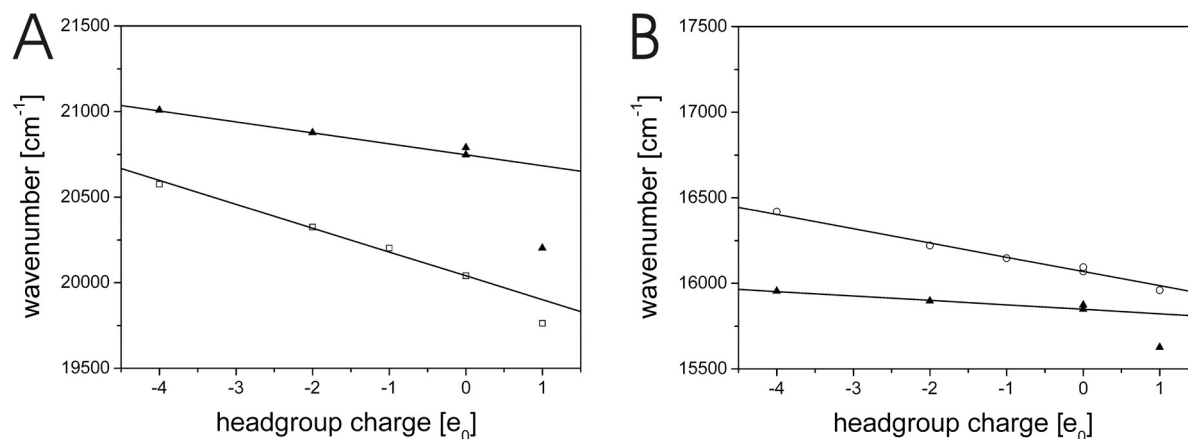 A
21500
21000
20500
20000
19500
wavenumber [cm⁻¹]
-4 -3 -2 -1 0 1
headgroup charge [e₀]
B
17500
17000
16500
16000
15500
wavenumber [cm⁻¹]
-4 -3 -2 -1 0 1
headgroup charge [e₀]